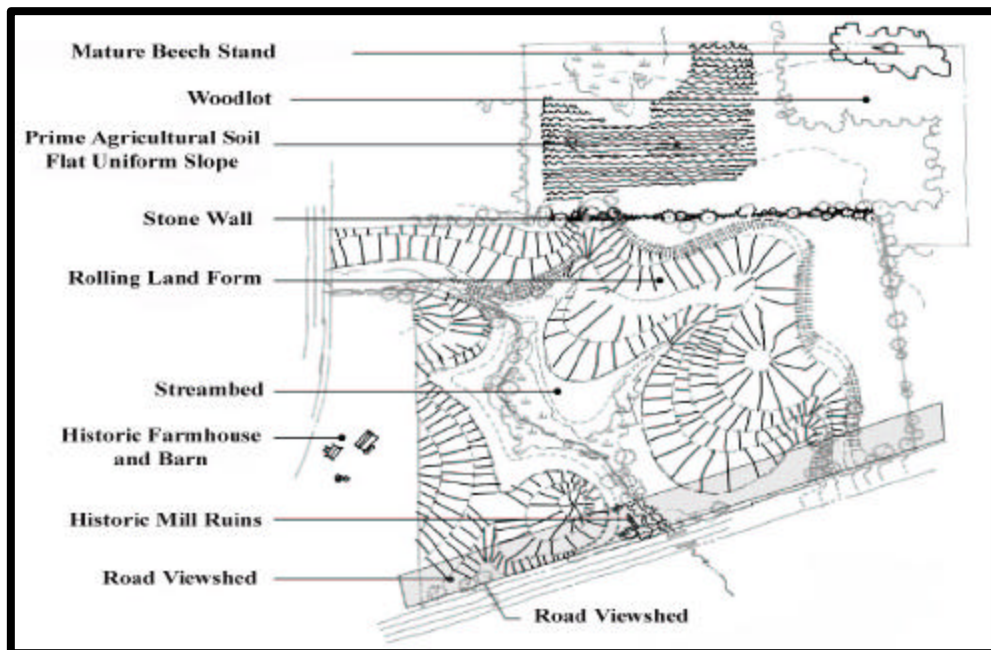 Mature Beech Stand
Woodlot
Prime Agricultural Soil
Flat Uniform Slope
Stone Wall
Rolling Land Form
Streambed
Historic Farmhouse
and Barn
Historic Mill Ruins
Road Viewshed
Road Viewshed